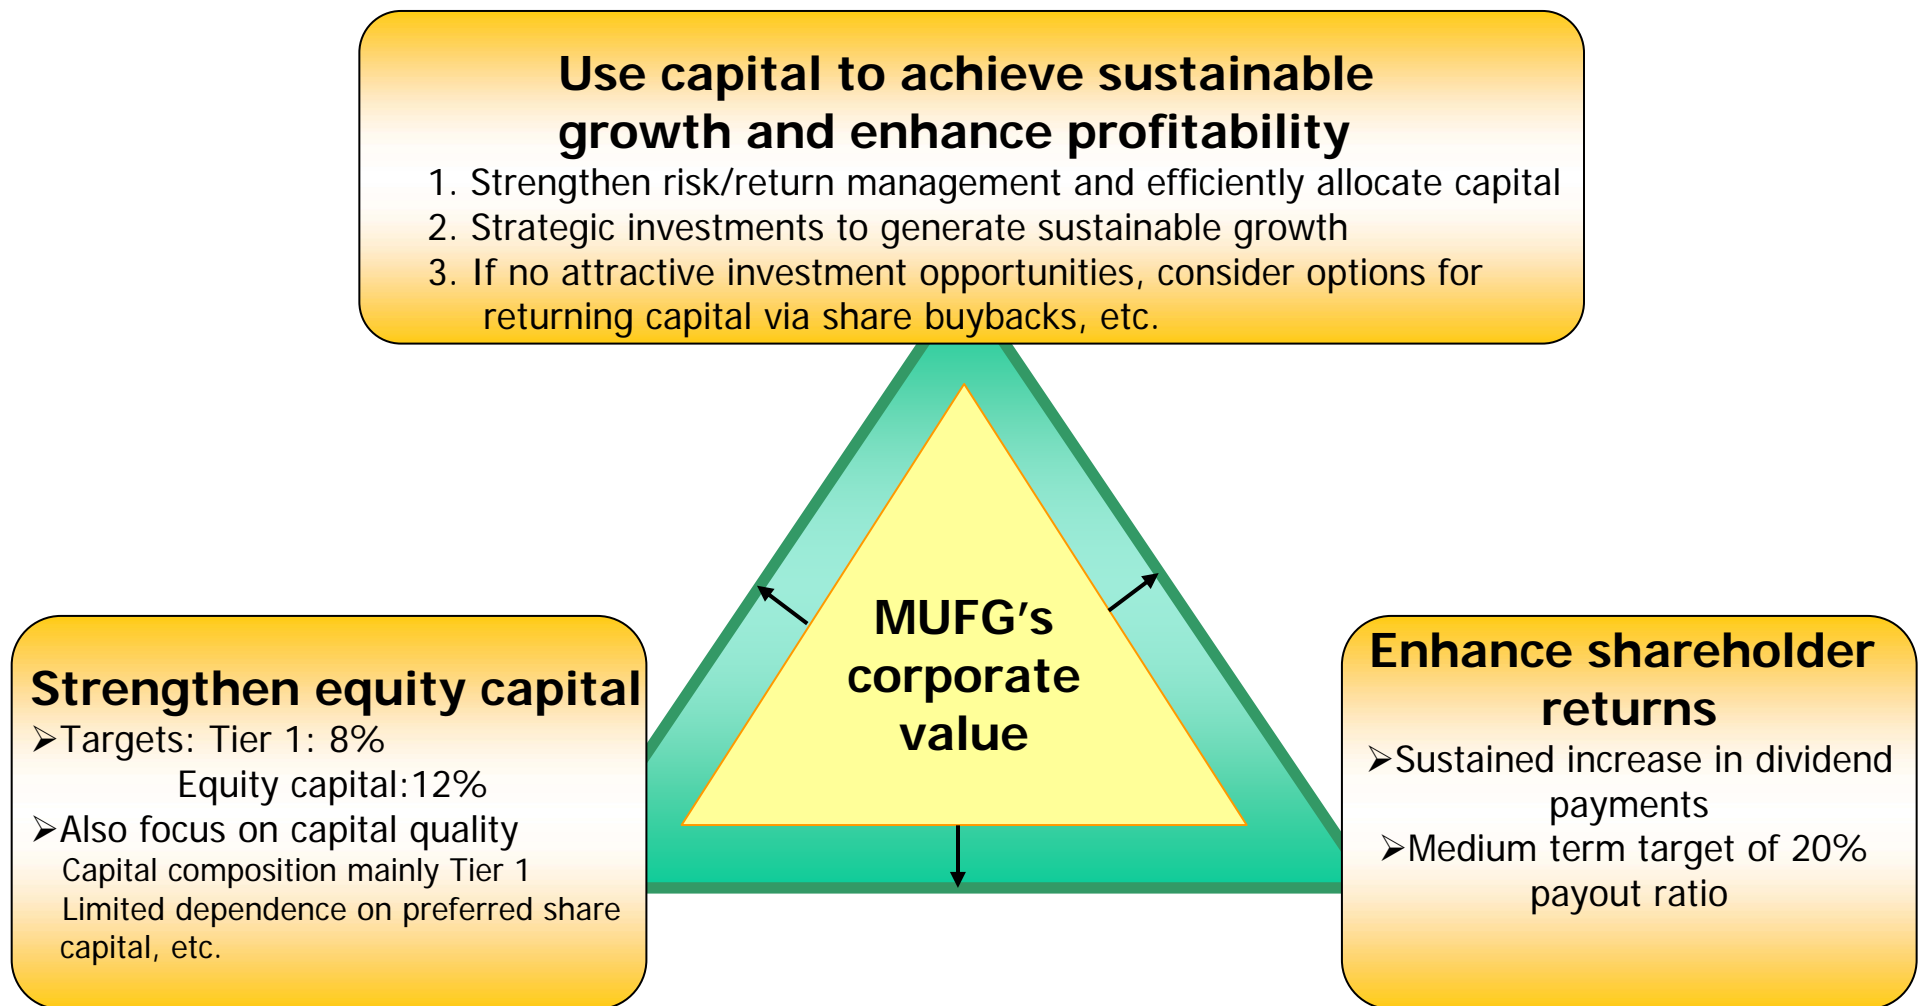 Use capital to achieve sustainable
growth and enhance profitability
1. Strengthen risk/return management and efficiently allocate capital
2. Strategic investments to generate sustainable growth
3. If no attractive investment opportunities, consider options for
returning capital via share buybacks, etc.
MUFG’s
corporate
value
Strengthen equity capital
➢Targets: Tier 1: 8%
Equity capital:12%
➢Also focus on capital quality
Capital composition mainly Tier 1
Limited dependence on preferred share
capital, etc.
Enhance shareholder
returns
➢Sustained increase in dividend
payments
➢Medium term target of 20%
payout ratio